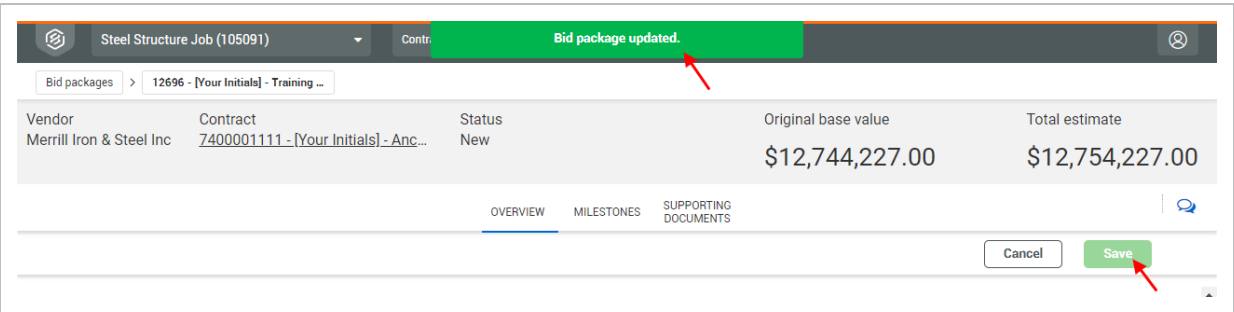 Steel Structure Job (105091)
Contr
Bid package updated.
Bid packages > 12696 - [Your Initials] - Training ...
Vendor Contract Status Original base value Total estimate
Merrill Iron & Steel Inc 7400001111 - [Your Initials] - Anc... New $12,744,227.00 $12,754,227.00
OVERVIEW MILESTONES SUPPORTING
DOCUMENTS
Cancel Save